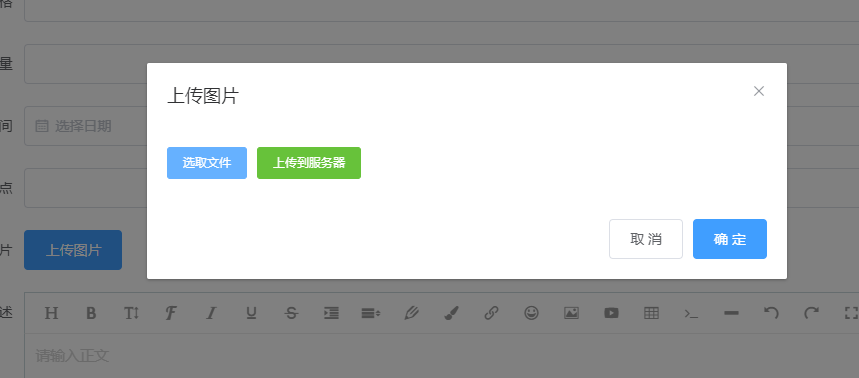 格
量
上传图片
间
选择日期
选取文件
上传到服务器
点
取 消
确 定
片
上传图片
述
H B T F I U S
请输入正文